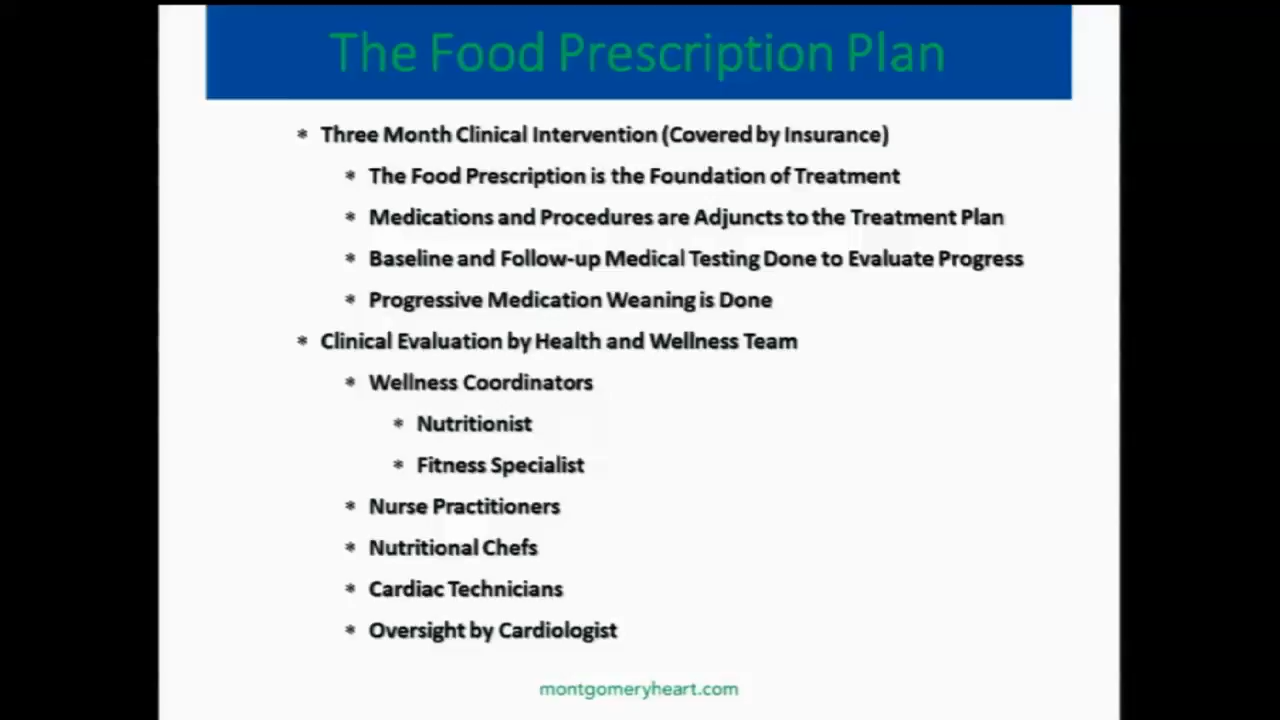 The Food Prescription Plan
* Three Month Clinical Intervention (Covered by Insurance)
* The Food Prescription is the Foundation of Treatment
* Medications and Procedures are Adjuncts to the Treatment Plan
* Baseline and Follow-up Medical Testing Done to Evaluate Progress
* Progressive Medication Weaning is Done
* Clinical Evaluation by Health and Wellness Team
* Wellness Coordinators
* Nutritionist
* Fitness Specialist
* Nurse Practitioners
* Nutritional Chefs
* Cardiac Technicians
* Oversight by Cardiologist
montgomeryheart.com